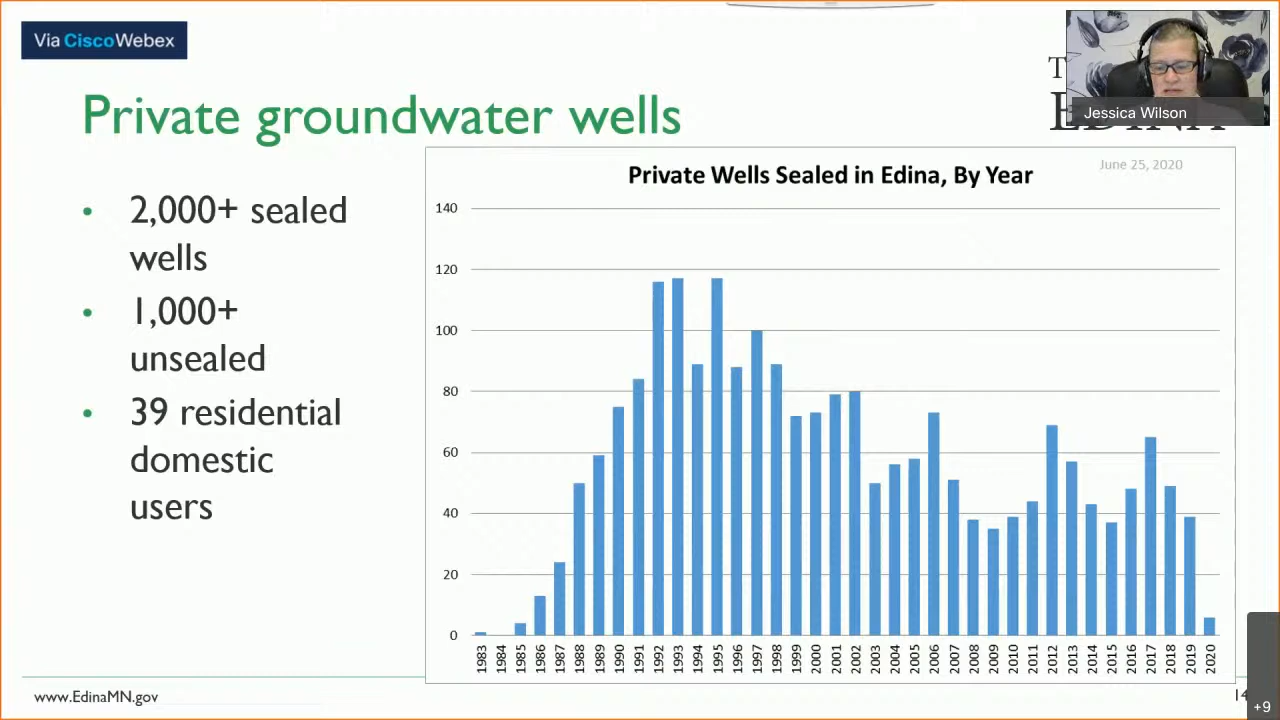 Via CiscoWebex
Jessica Wilson
Private groundwater wells
• 2,000+ sealed
wells
• 1,000+
unsealed
• 39 residential
domestic
users
Private Wells Sealed in Edina, By Year
June 25, 2020
140
120
100
80
60
40
20
0
1983 1984 1985 1986 1987 1988 1989 1990 1991 1992 1993 1994 1995 1996 1997 1998 1999 2000 2001 2002 2003 2004 2005 2006 2007 2008 2009 2010 2011 2012 2013 2014 2015 2016 2017 2018 2019 2020
www.EdinaMN.gov
14
+9